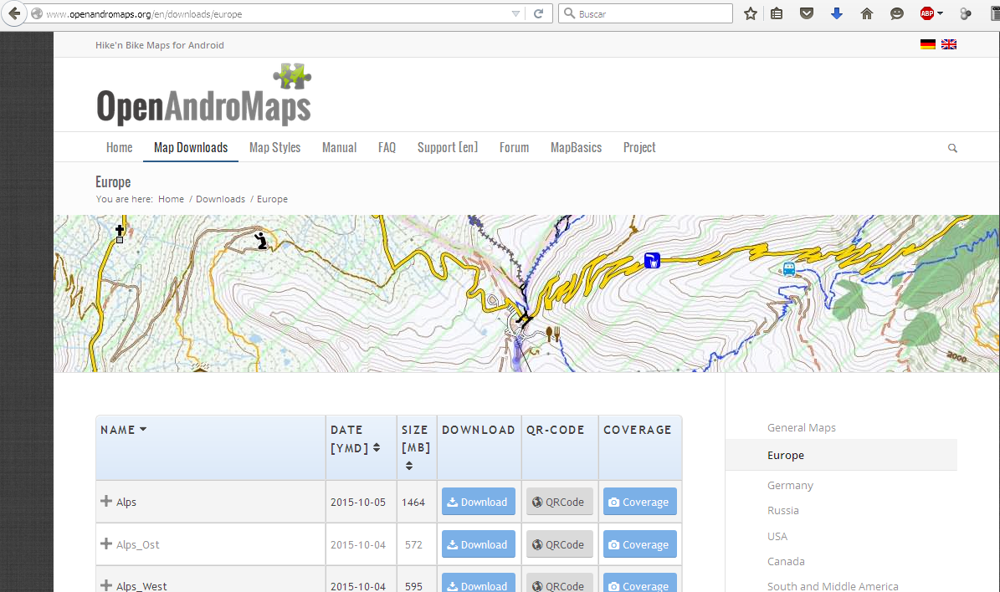 www.openandromaps.org/en/downloads/europe
Buscar
ABP
Hike'n Bike Maps for Android
OpenAndroMaps
Home Map Downloads Map Styles Manual FAQ Support [en] Forum MapBasics Project
Europe
You are here: Home / Downloads / Europe
2000
NAME DATE [YMD] SIZE [MB] DOWNLOAD QR-CODE COVERAGE
Alps 2015-10-05 1464 Download QRCode Coverage
Alps_Ost 2015-10-04 572 Download QRCode Coverage
Alps_West 2015-10-04 595 Download QRCode Coverage
General Maps
Europe
Germany
Russia
USA
Canada
South and Middle America